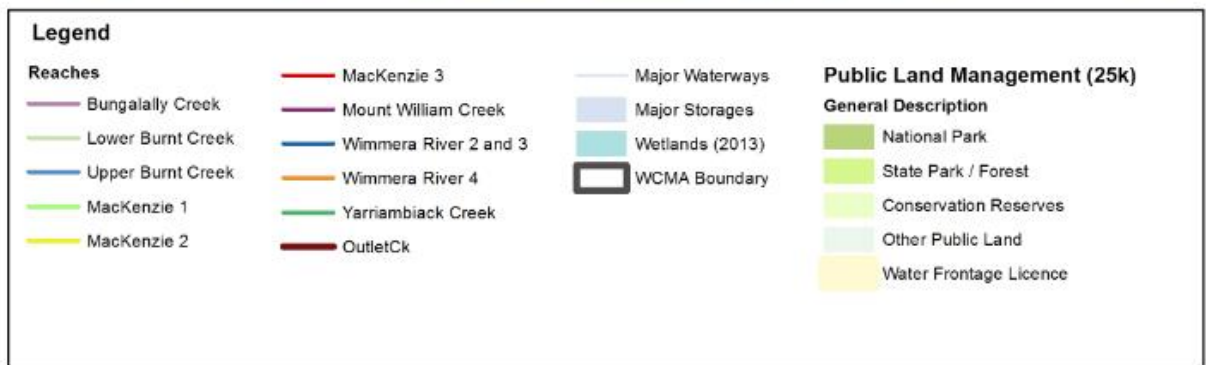 Legend
Reaches
Bungalally Creek
Lower Burnt Creek
Upper Burnt Creek
MacKenzie 1
MacKenzie 2
MacKenzie 3
Mount William Creek
Wimmera River 2 and 3
Wimmera River 4
Yarriambiack Creek
OutletCk
Major Waterways
Major Storages
Wetlands (2013)
WCMA Boundary
Public Land Management (25k)
General Description
National Park
State Park / Forest
Conservation Reserves
Other Public Land
Water Frontage Licence